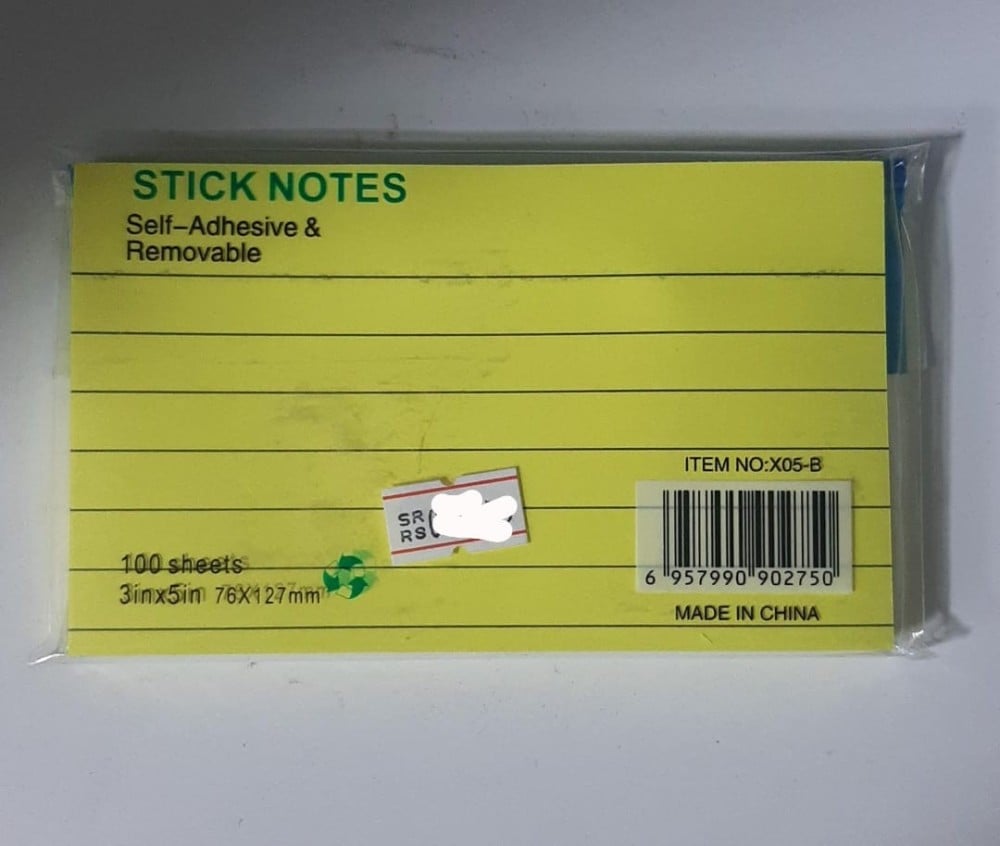 STICK NOTES
Self-Adhesive &
Removable
ITEM NO:X05-B
SR
RS
100 sheets
3inx5in 76X127mm
6 957990 902750
MADE IN CHINA